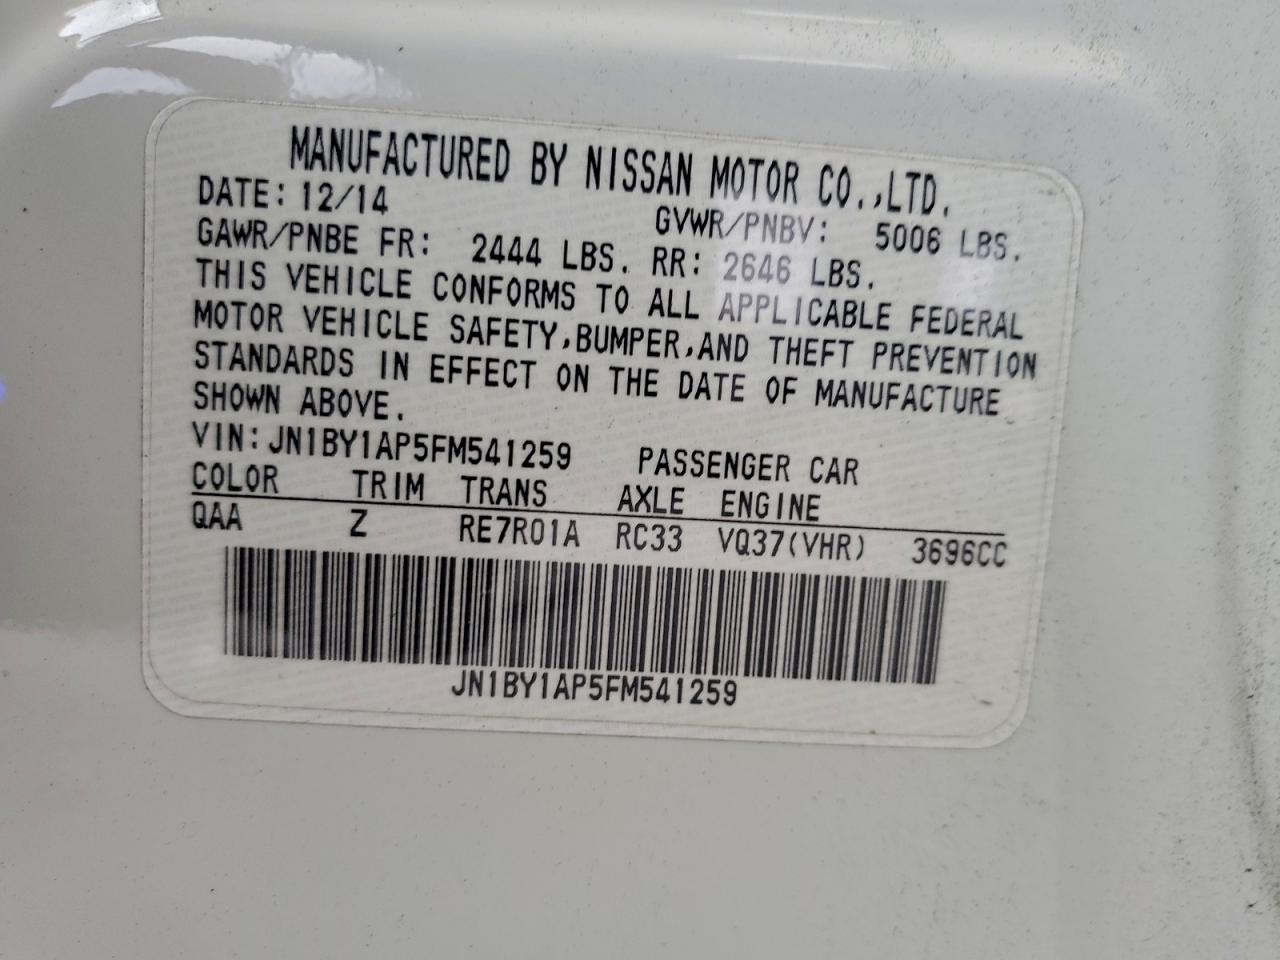 MANUFACTURED BY NISSAN MOTOR CO.,LTD.
DATE: 12/14 GVWR/PNBV: 5006 LBS.
GAWR/PNBE FR: 2444 LBS. RR: 2646 LBS.
THIS VEHICLE CONFORMS TO ALL APPLICABLE FEDERAL
MOTOR VEHICLE SAFETY,BUMPER,AND THEFT PREVENTION
STANDARDS IN EFFECT ON THE DATE OF MANUFACTURE
SHOWN ABOVE.
VIN: JN1BY1AP5FM541259 PASSENGER CAR
COLOR TRIM TRANS AXLE ENGINE
QAA Z RE7R01A RC33 VQ37(VHR) 3696CC
JN1BY1AP5FM541259